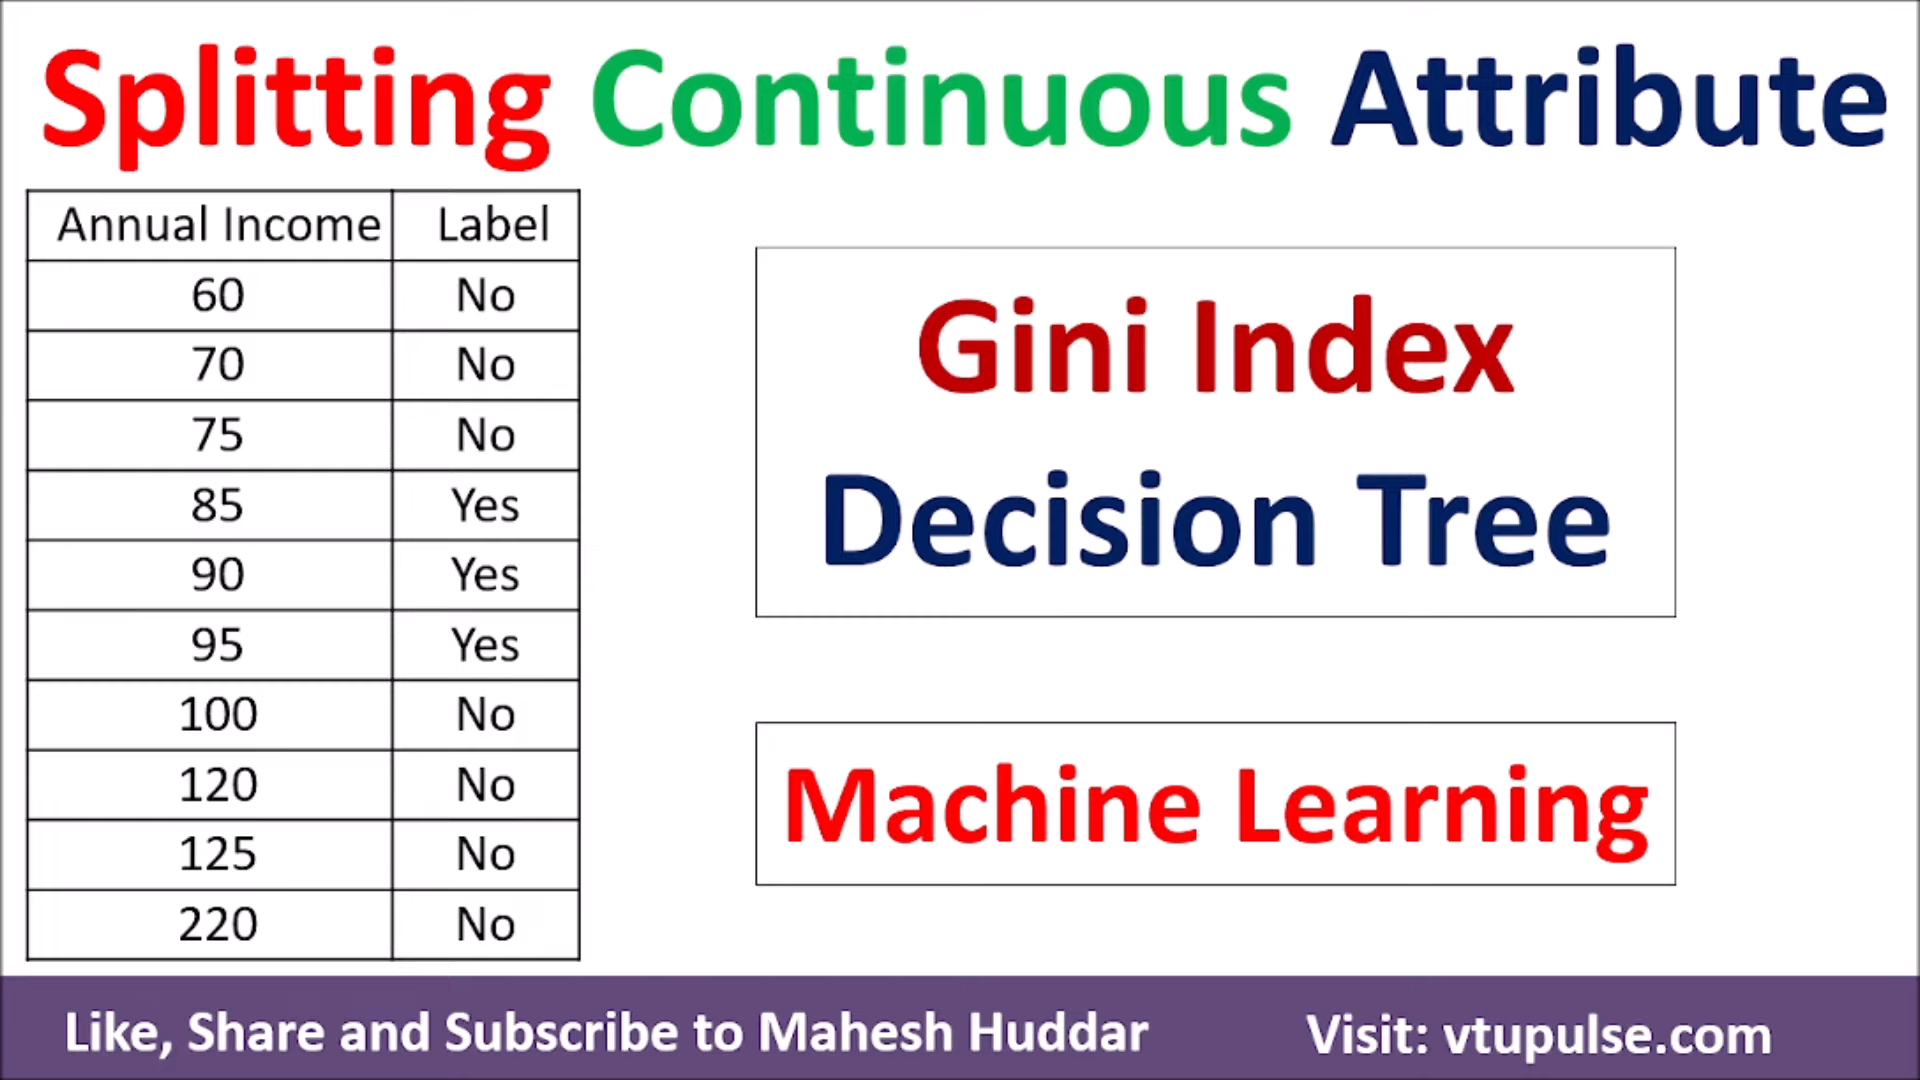 Splitting Continuous Attribute
Annual Income Label
60 No
70 No
75 No
85 Yes
90 Yes
95 Yes
100 No
120 No
125 No
220 No
Gini Index
Decision Tree
Machine Learning
Like, Share and Subscribe to Mahesh Huddar Visit: vtupulse.com